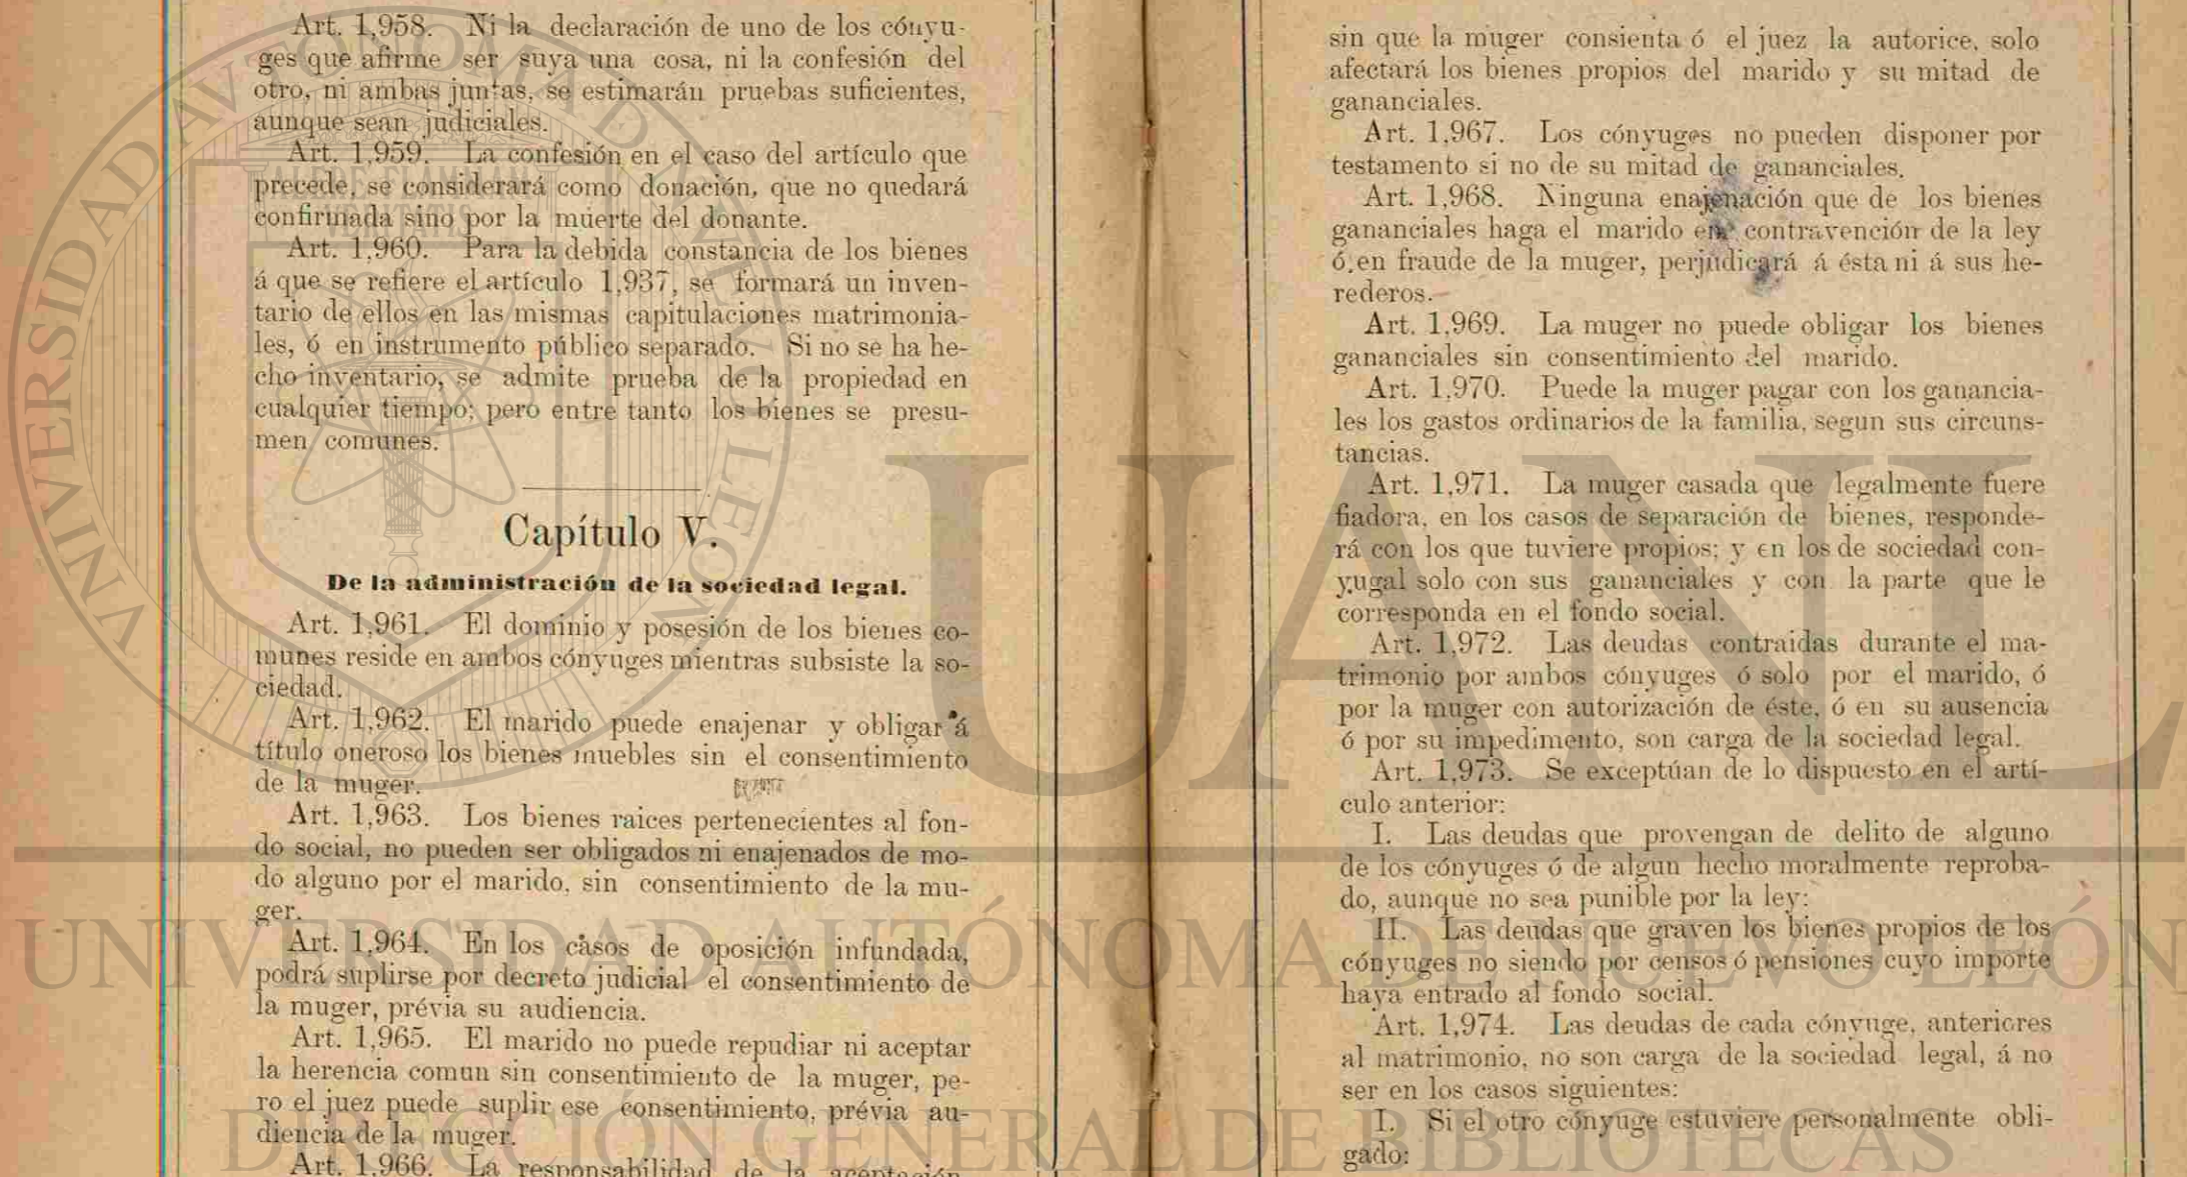 Art. 1,958. Ni la declaración de uno de los cónyu-
ges que afirme ser suya una cosa, ni la confesión del
otro, ni ambas juntas, se estimarán pruebas suficientes,
aunque sean judiciales.
Art. 1,959. La confesión en el caso del artículo que
precede, se considerará como donación, que no quedará
confirmada sino por la muerte del donante.
Art. 1,960. Para la debida constancia de los bienes
á que se refiere el artículo 1,937, se formará un inven-
tario de ellos en las mismas capitulaciones matrimonia-
les, ó en instrumento público separado. Si no se ha he-
cho inventario, se admite prueba de la propiedad en
cualquier tiempo; pero entre tanto los bienes se presu-
men comunes.
Capítulo V.
De la administración de la sociedad legal.
Art. 1,961. El dominio y posesión de los bienes co-
munes reside en ambos cónyuges mientras subsiste la so-
ciedad.
Art. 1,962. El marido puede enajenar y obligar á
título oneroso los bienes muebles sin el consentimiento
de la muger.
Art. 1,963. Los bienes raices pertenecientes al fon-
do social, no pueden ser obligados ni enajenados de mo-
do alguno por el marido, sin consentimiento de la mu-
ger.
Art. 1,964. En los casos de oposición infundada,
podrá suplirse por decreto judicial el consentimiento de
la muger, prévia su audiencia.
Art. 1,965. El marido no puede repudiar ni aceptar
la herencia comun sin consentimiento de la muger, pe-
ro el juez puede suplir ese consentimiento, prévia au-
diencia de la muger.
Art. 1,966. La responsabilidad de la aceptación
sin que la muger consienta ó el juez la autorice, solo
afectará los bienes propios del marido y su mitad de
gananciales.
Art. 1,967. Los cónyuges no pueden disponer por
testamento si no de su mitad de gananciales.
Art. 1,968. Ninguna enajenación que de los bienes
gananciales haga el marido en contravención de la ley
ó en fraude de la muger, perjudicará á ésta ni á sus he-
rederos.
Art. 1,969. La muger no puede obligar los bienes
gananciales sin consentimiento del marido.
Art. 1,970. Puede la muger pagar con los ganancia-
les los gastos ordinarios de la familia, segun sus circuns-
tancias.
Art. 1,971. La muger casada que legalmente fuere
fiadora, en los casos de separación de bienes, responde-
rá con los que tuviere propios; y en los de sociedad con-
yugal solo con sus gananciales y con la parte que le
corresponda en el fondo social.
Art. 1,972. Las deudas contraidas durante el ma-
trimonio por ambos cónyuges ó solo por el marido, ó
por la muger con autorización de éste, ó en su ausencia
ó por su impedimento, son carga de la sociedad legal.
Art. 1,973. Se exceptúan de lo dispuesto en el artí-
culo anterior:
I. Las deudas que provengan de delito de alguno
de los cónyuges ó de algun hecho moralmente reproba-
do, aunque no sea punible por la ley:
II. Las deudas que graven los bienes propios de los
cónyuges no siendo por censos ó pensiones cuyo importe
haya entrado al fondo social.
Art. 1,974. Las deudas de cada cónyuge, anteriores
al matrimonio, no son carga de la sociedad legal, á no
ser en los casos siguientes:
I. Si el otro cónyuge estuviere personalmente obli-
gado:
UANL
UNIVERSIDAD AUTÓNOMA DE NUEVO LEÓN
DIRECCIÓN GENERAL DE BIBLIOTECAS